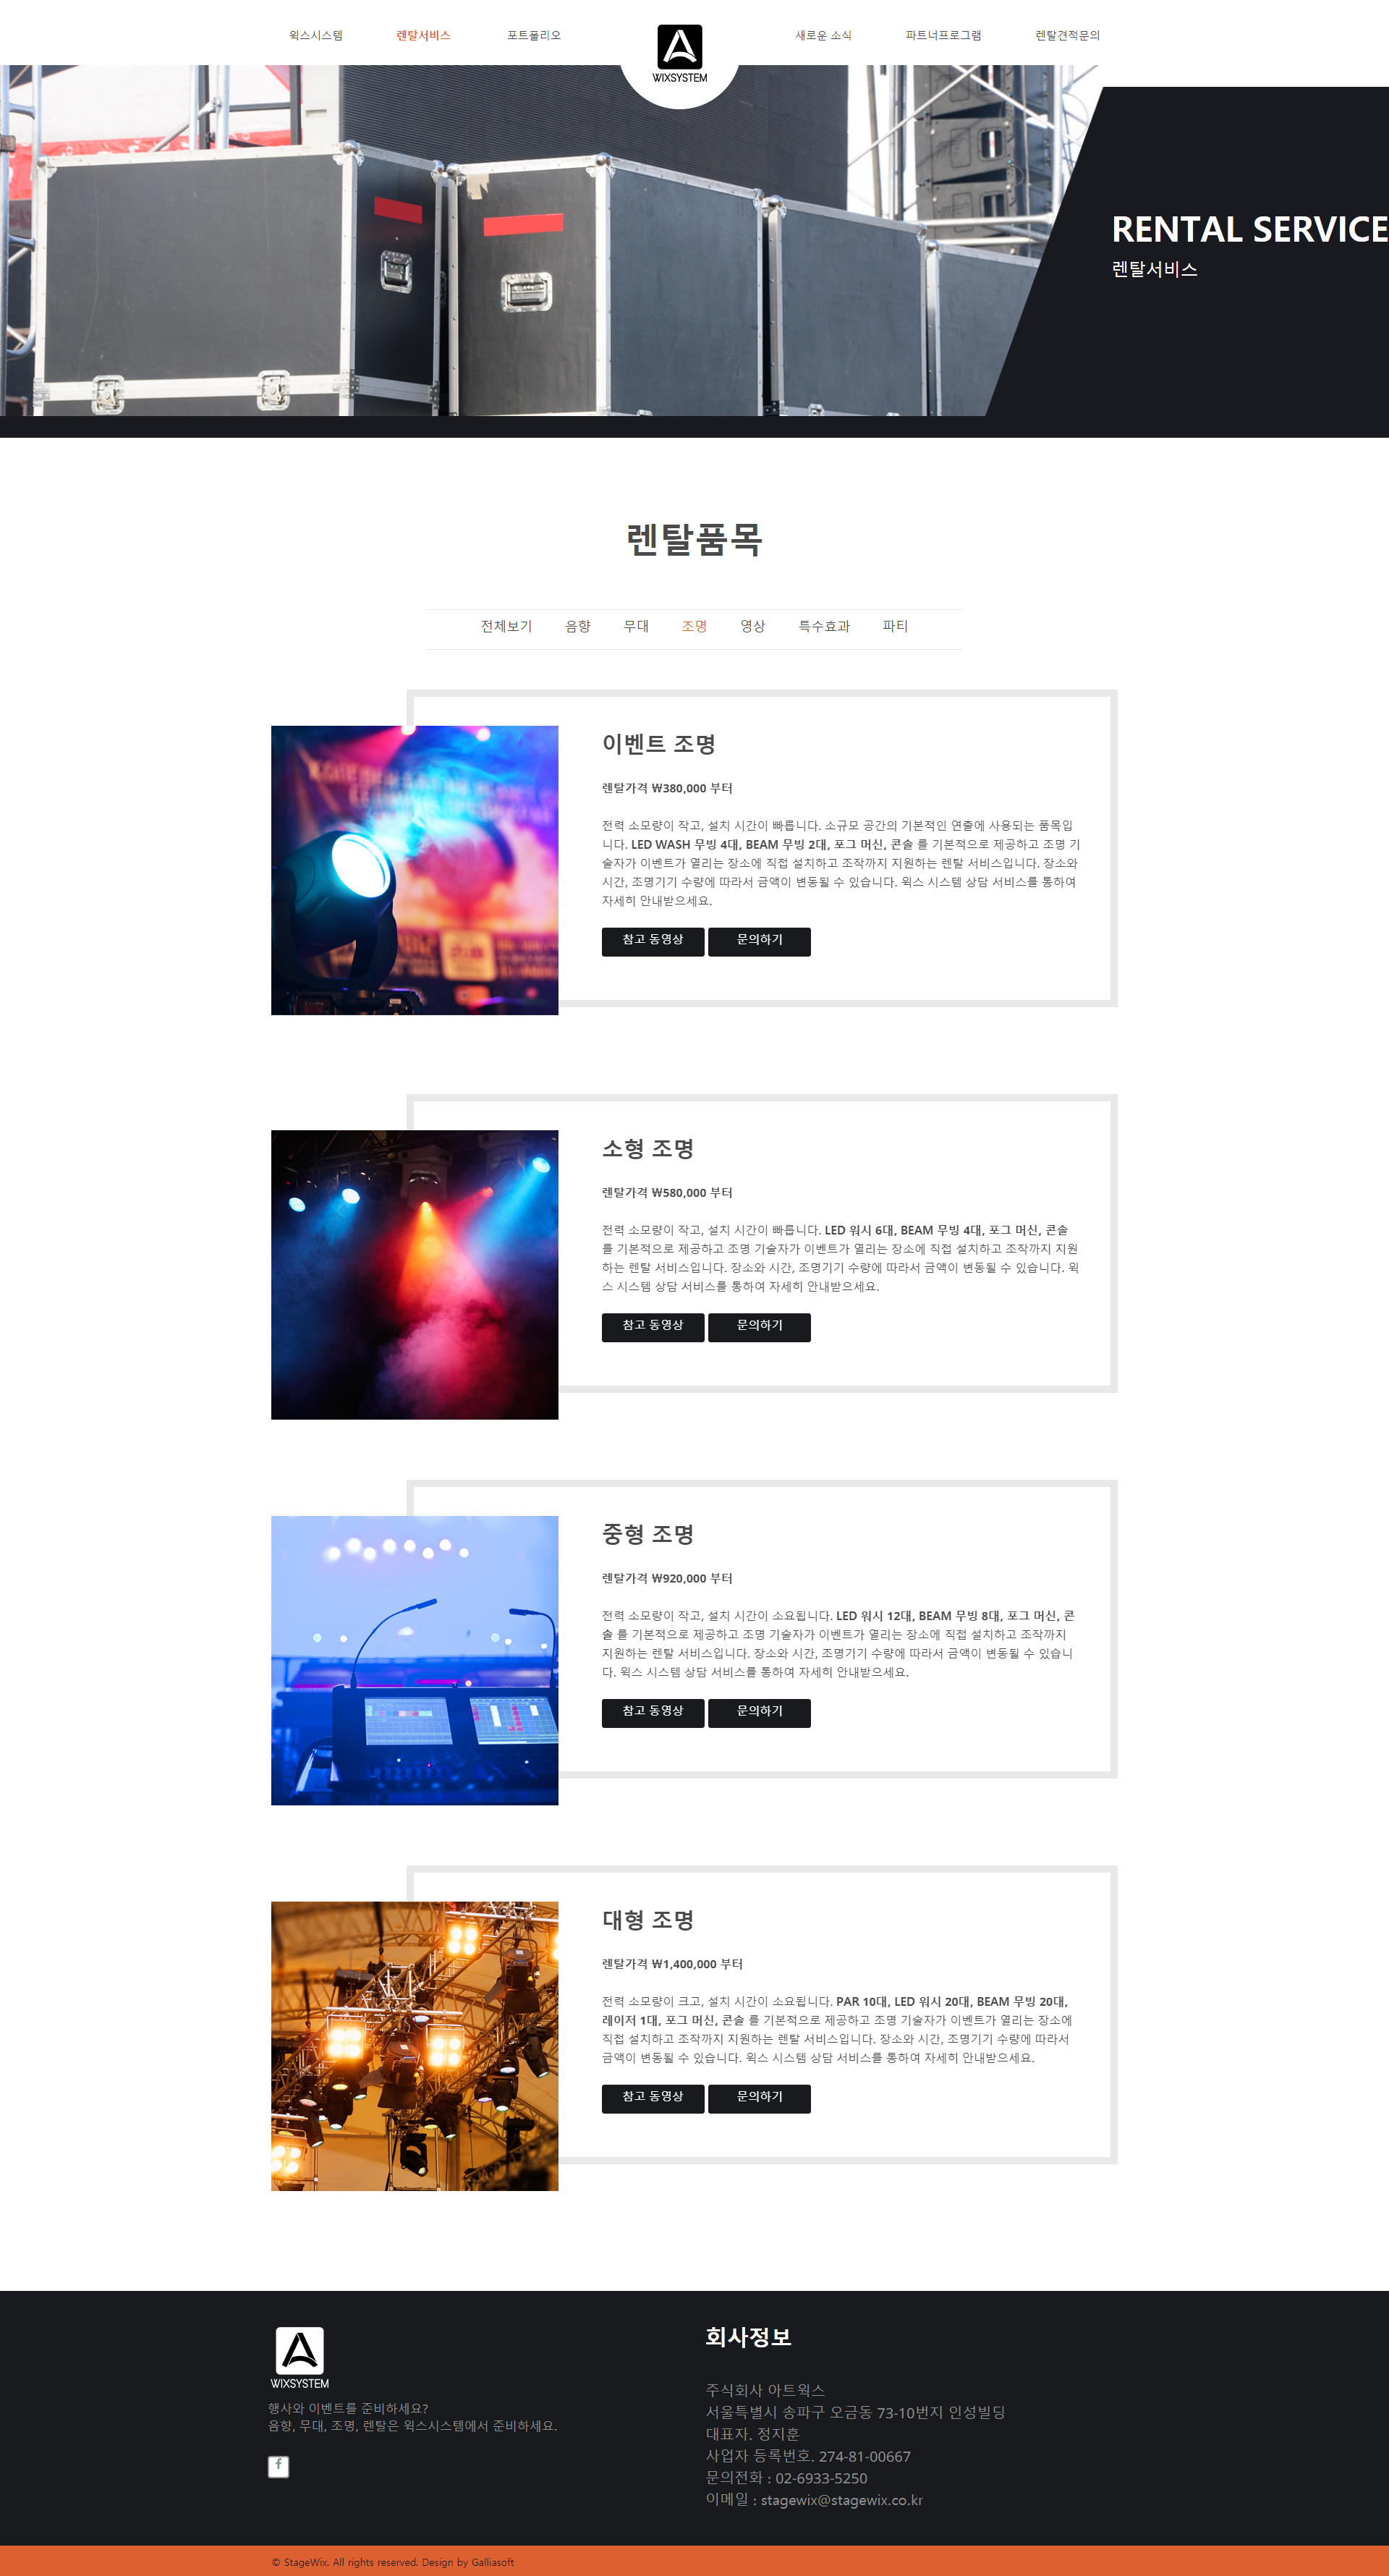 윅스시스템 렌탈서비스 포트폴리오 WIXSYSTEM 새로운 소식 파트너프로그램 렌탈견적문의
RENTAL SERVICE
렌탈서비스
렌탈품목
전체보기 음향 무대 조명 영상 특수효과 파티
이벤트 조명
렌탈가격 ₩380,000 부터
전력 소모량이 작고, 설치 시간이 빠릅니다. 소규모 공간의 기본적인 연출에 사용되는 품목입
니다. LED WASH 무빙 4대, BEAM 무빙 2대, 포그 머신, 콘솔 를 기본적으로 제공하고 조명 기
술자가 이벤트가 열리는 장소에 직접 설치하고 조작까지 지원하는 렌탈 서비스입니다. 장소와
시간, 조명기기 수량에 따라서 금액이 변동될 수 있습니다. 윅스 시스템 상담 서비스를 통하여
자세히 안내받으세요.
참고 동영상 문의하기
소형 조명
렌탈가격 ₩580,000 부터
전력 소모량이 작고, 설치 시간이 빠릅니다. LED 워시 6대, BEAM 무빙 4대, 포그 머신, 콘솔
를 기본적으로 제공하고 조명 기술자가 이벤트가 열리는 장소에 직접 설치하고 조작까지 지원
하는 렌탈 서비스입니다. 장소와 시간, 조명기기 수량에 따라서 금액이 변동될 수 있습니다. 윅
스 시스템 상담 서비스를 통하여 자세히 안내받으세요.
참고 동영상 문의하기
중형 조명
렌탈가격 ₩920,000 부터
전력 소모량이 작고, 설치 시간이 소요됩니다. LED 워시 12대, BEAM 무빙 8대, 포그 머신, 콘
솔 를 기본적으로 제공하고 조명 기술자가 이벤트가 열리는 장소에 직접 설치하고 조작까지
지원하는 렌탈 서비스입니다. 장소와 시간, 조명기기 수량에 따라서 금액이 변동될 수 있습니
다. 윅스 시스템 상담 서비스를 통하여 자세히 안내받으세요.
참고 동영상 문의하기
대형 조명
렌탈가격 ₩1,400,000 부터
전력 소모량이 크고, 설치 시간이 소요됩니다. PAR 10대, LED 워시 20대, BEAM 무빙 20대,
레이저 1대, 포그 머신, 콘솔 를 기본적으로 제공하고 조명 기술자가 이벤트가 열리는 장소에
직접 설치하고 조작까지 지원하는 렌탈 서비스입니다. 장소와 시간, 조명기기 수량에 따라서
금액이 변동될 수 있습니다. 윅스 시스템 상담 서비스를 통하여 자세히 안내받으세요.
참고 동영상 문의하기
WIXSYSTEM
행사와 이벤트를 준비하세요?
음향, 무대, 조명, 렌탈은 윅스시스템에서 준비하세요.
회사정보
주식회사 아트웍스
서울특별시 송파구 오금동 73-10번지 인성빌딩
대표자. 정지훈
사업자 등록번호. 274-81-00667
문의전화 : 02-6933-5250
이메일 : stagewix@stagewix.co.kr
© StageWix. All rights reserved. Design by Galliasoft